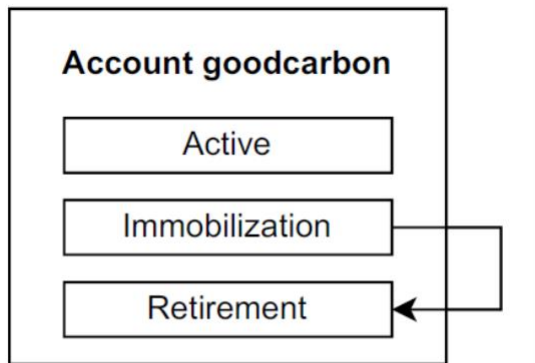 Account goodcarbon
Active
Immobilization
Retirement